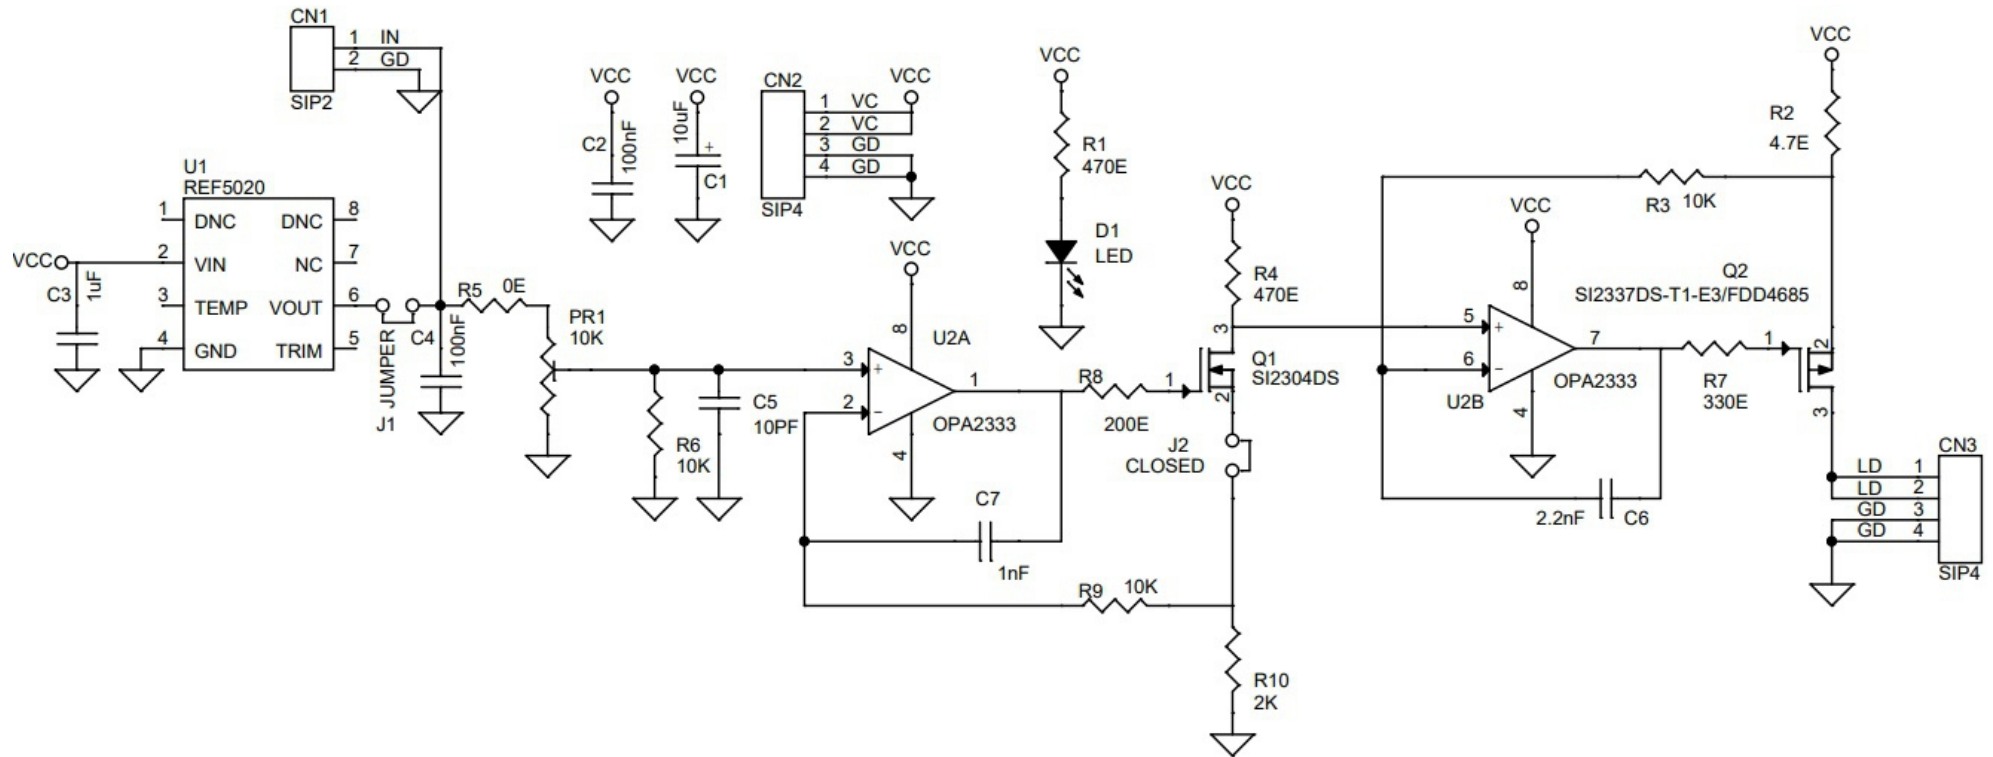 CN1
1 IN
2 GD
SIP2
U1
REF5020
1 DNC
DNC 8
2 VIN
NC 7
3 TEMP
VOUT 6
4 GND
TRIM 5
VCC
C3
1uF
J1
JUMPER
C4
100nF
R5 0E
PR1
10K
VCC
C2
100nF
VCC
10uF
+
C1
CN2
VCC
1 VC
2 VC
3 GD
4 GD
SIP4
R6
10K
C5
10PF
VCC
8
U2A
3 +
2 −
1
4
OPA2333
C7
1nF
R9 10K
VCC
R1
470E
D1
LED
R8
200E
VCC
R4
470E
3
1
2
Q1
SI2304DS
J2
CLOSED
R10
2K
VCC
8
5 +
6 −
7
4
U2B
OPA2333
2.2nF C6
R3 10K
VCC
R2
4.7E
Q2
SI2337DS-T1-E3/FDD4685
R7
330E
1
2
3
CN3
LD 1
LD 2
GD 3
GD 4
SIP4